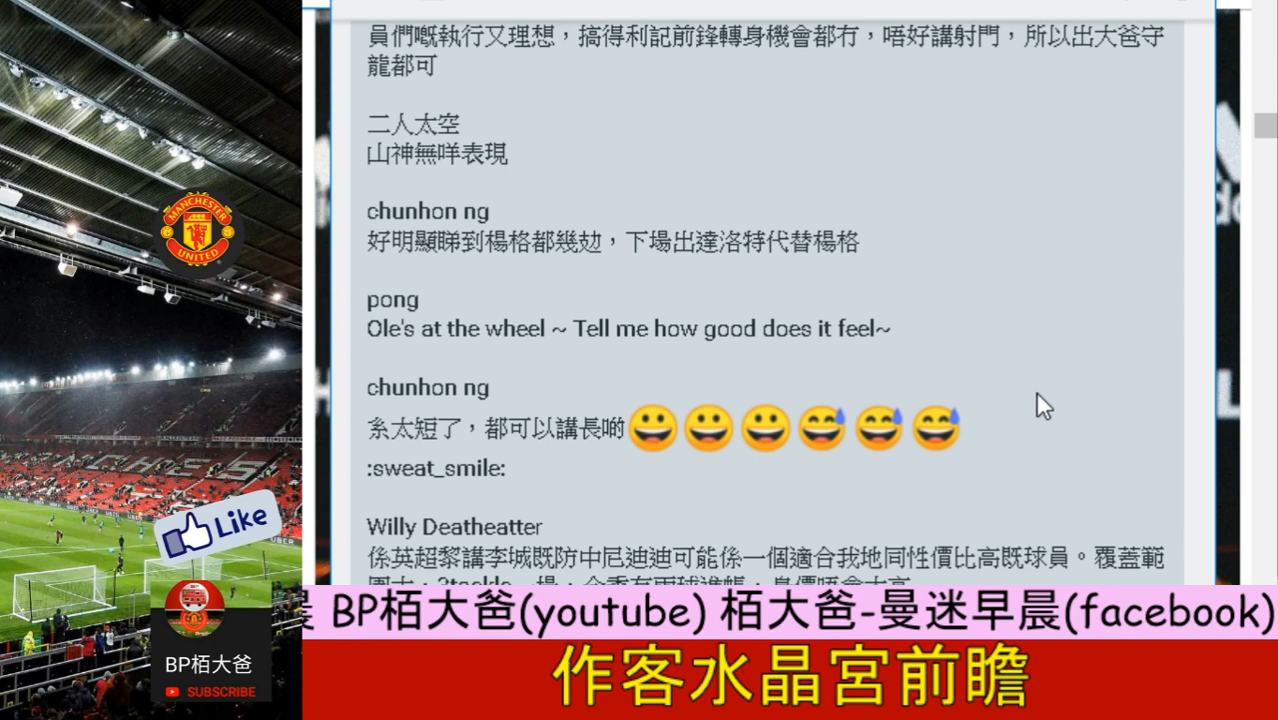 員們嘅執行又理想，搞得利記前鋒轉身機會都冇，唔好講射門，所以出大爸守
龍都可
二人太空
山神無咩表現
chunhon ng
好明顯睇到楊格都幾攰，下場出達洛特代替楊格
pong
Ole's at the wheel ~ Tell me how good does it feel~
chunhon ng
糸太短了，都可以講長啲😀😀😀😅😅😅
:sweat_smile:
Willy Deatheatter
係英超黎講李城既防中尼迪迪可能係一個適合我地同性價比高既球員。覆蓋範
MANCHESTER
UNITED
CHES
Like
BP栢大爸
SUBSCRIBE
BP栢大爸(youtube) 栢大爸-曼迷早晨(facebook)
作客水晶宮前瞻